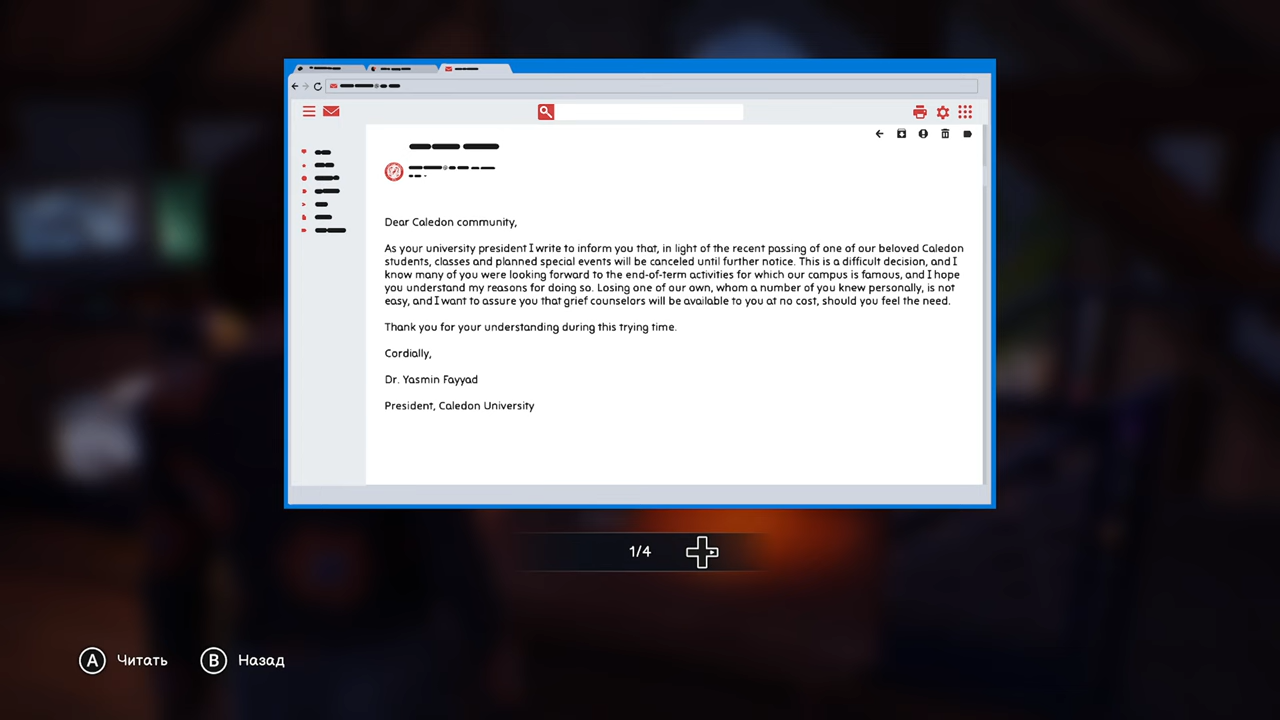 Dear Caledon community,
As your university president I write to inform you that, in light of the recent passing of one of our beloved Caledon
students, classes and planned special events will be canceled until further notice. This is a difficult decision, and I
know many of you were looking forward to the end-of-term activities for which our campus is famous, and I hope
you understand my reasons for doing so. Losing one of our own, whom a number of you knew personally, is not
easy, and I want to assure you that grief counselors will be available to you at no cost, should you feel the need.
Thank you for your understanding during this trying time.
Cordially,
Dr. Yasmin Fayyad
President, Caledon University
1/4
A Читать B Назад